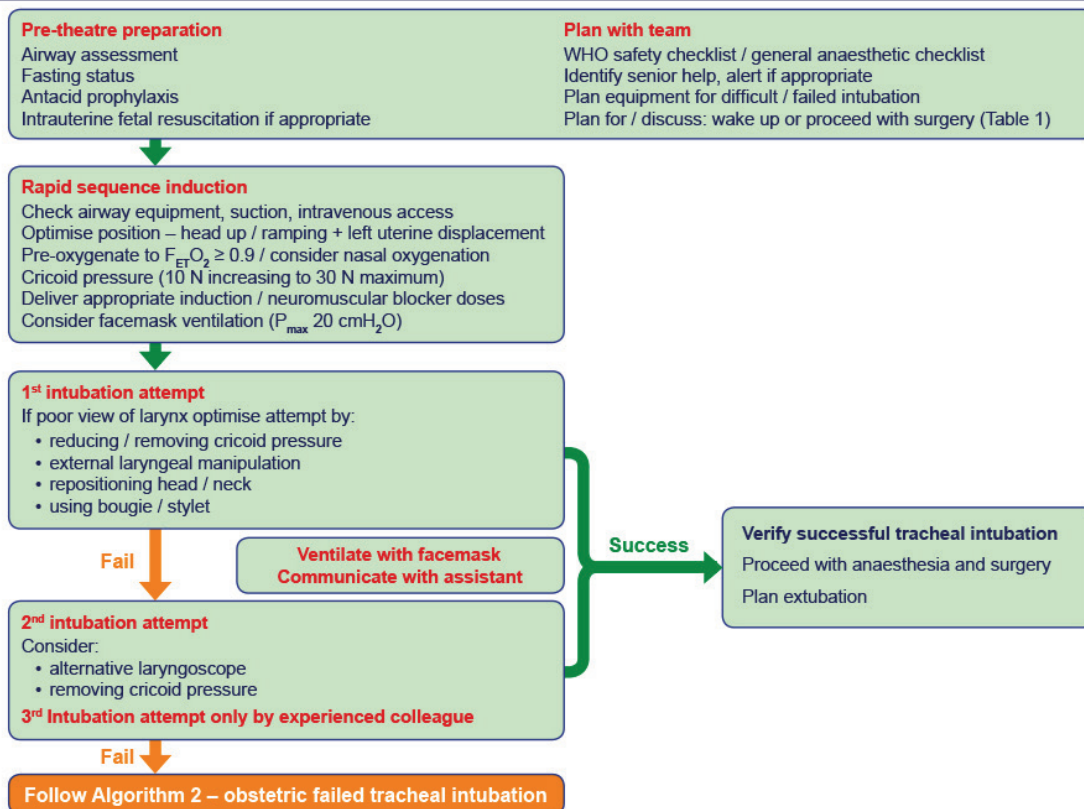 Pre-theatre preparation
Airway assessment
Fasting status
Antacid prophylaxis
Intrauterine fetal resuscitation if appropriate
Plan with team
WHO safety checklist / general anaesthetic checklist
Identify senior help, alert if appropriate
Plan equipment for difficult / failed intubation
Plan for / discuss: wake up or proceed with surgery (Table 1)
Rapid sequence induction
Check airway equipment, suction, intravenous access
Optimise position – head up / ramping + left uterine displacement
Pre-oxygenate to FETO2 ≥ 0.9 / consider nasal oxygenation
Cricoid pressure (10 N increasing to 30 N maximum)
Deliver appropriate induction / neuromuscular blocker doses
Consider facemask ventilation (Pmax 20 cmH2O)
1st intubation attempt
If poor view of larynx optimise attempt by:
• reducing / removing cricoid pressure
• external laryngeal manipulation
• repositioning head / neck
• using bougie / stylet
Fail
Ventilate with facemask
Communicate with assistant
Success
Verify successful tracheal intubation
Proceed with anaesthesia and surgery
Plan extubation
2nd intubation attempt
Consider:
• alternative laryngoscope
• removing cricoid pressure
3rd Intubation attempt only by experienced colleague
Fail
Follow Algorithm 2 – obstetric failed tracheal intubation